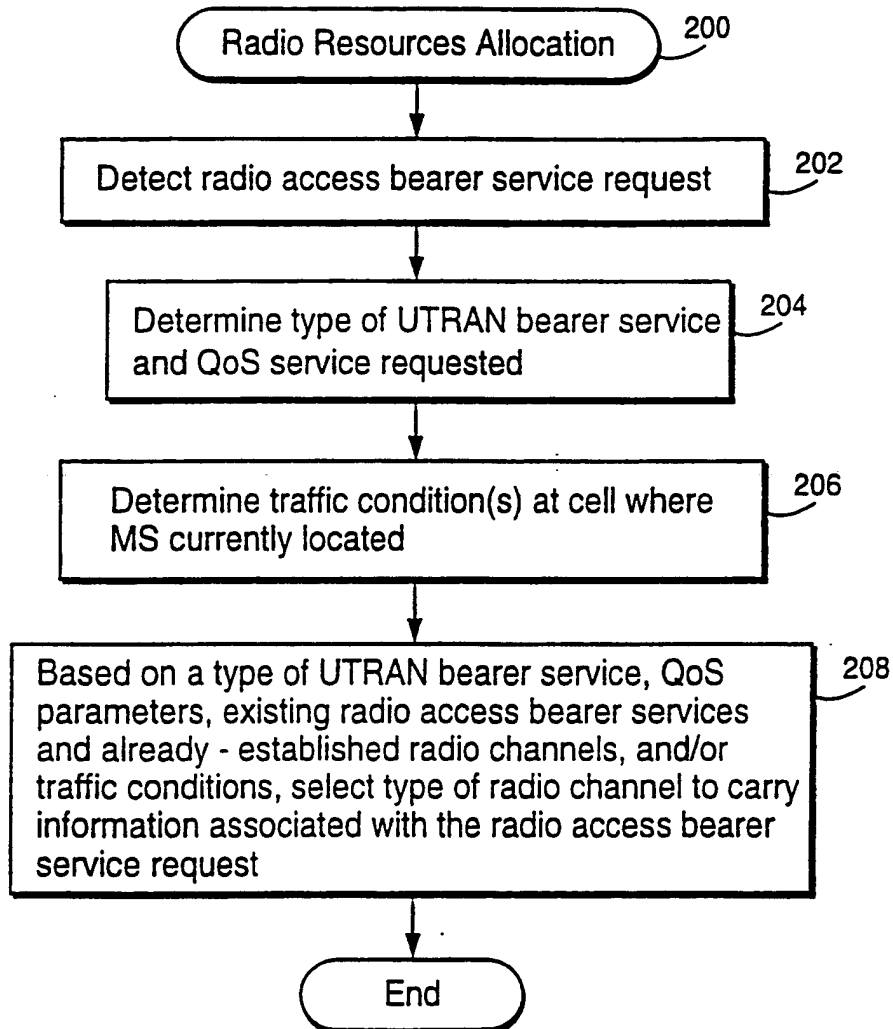 Radio Resources Allocation
200
Detect radio access bearer service request
202
Determine type of UTRAN bearer service
and QoS service requested
204
Determine traffic condition(s) at cell where
MS currently located
206
Based on a type of UTRAN bearer service, QoS
parameters, existing radio access bearer services
and already - established radio channels, and/or
traffic conditions, select type of radio channel to carry
information associated with the radio access bearer
service request
208
End